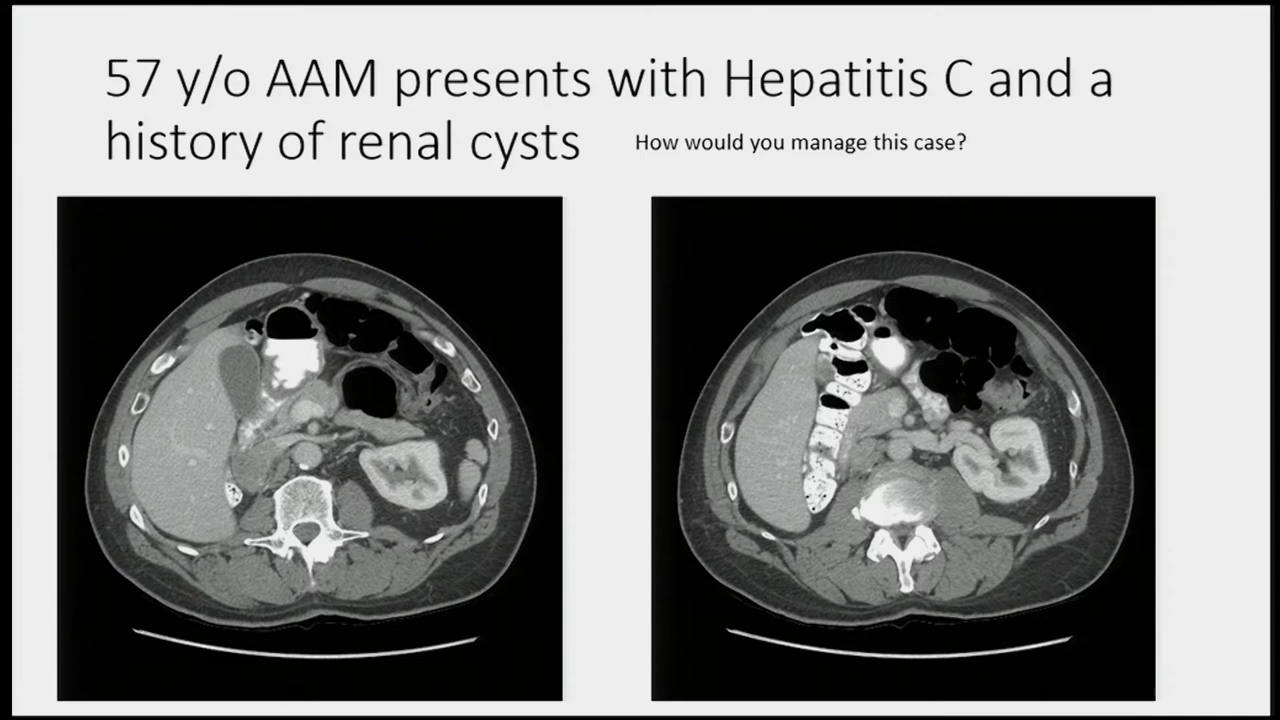 57 y/o AAM presents with Hepatitis C and a
history of renal cysts
How would you manage this case?